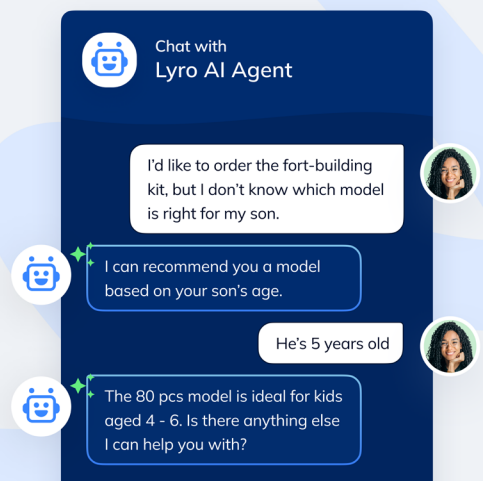 Chat with
Lyro AI Agent
I'd like to order the fort-building
kit, but I don't know which model
is right for my son.
I can recommend you a model
based on your son's age.
He's 5 years old
The 80 pcs model is ideal for kids
aged 4 - 6. Is there anything else
I can help you with?